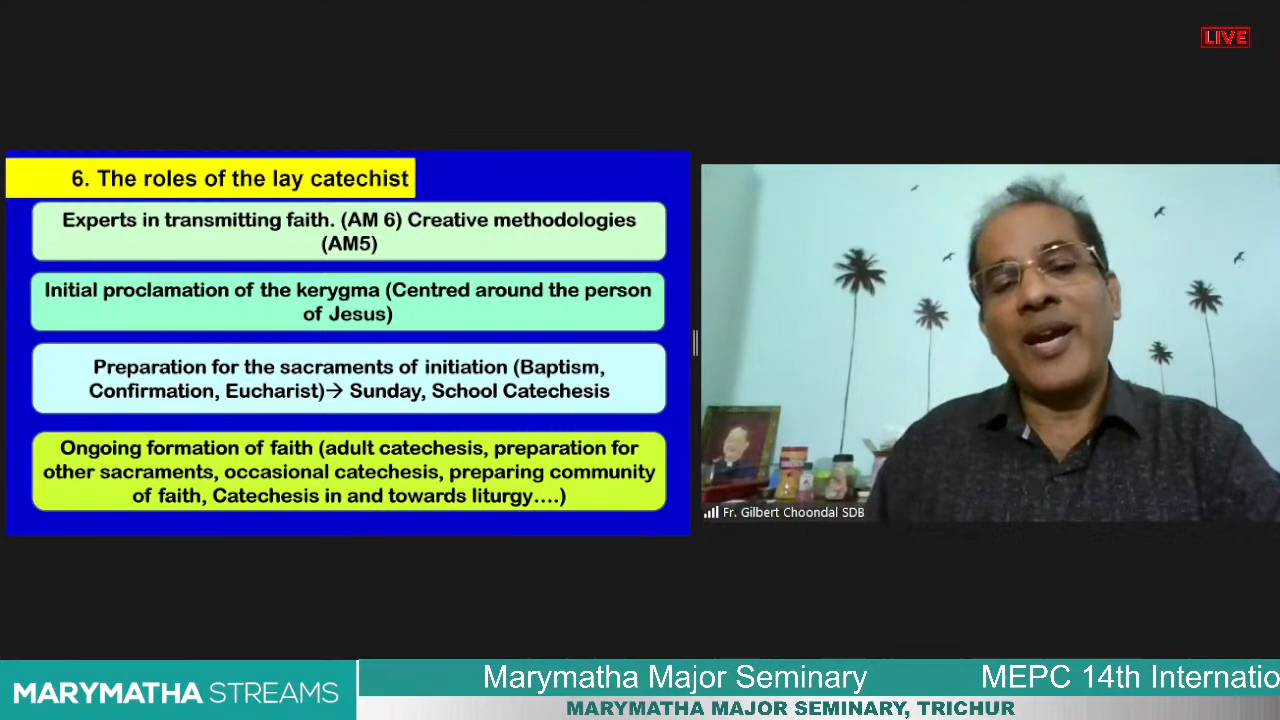 LIVE
6. The roles of the lay catechist
Experts in transmitting faith. (AM 6) Creative methodologies
(AM5)
Initial proclamation of the kerygma (Centred around the person
of Jesus)
Preparation for the sacraments of initiation (Baptism,
Confirmation, Eucharist)→ Sunday, School Catechesis
Ongoing formation of faith (adult catechesis, preparation for
other sacraments, occasional catechesis, preparing community
of faith, Catechesis in and towards liturgy....)
Fr. Gilbert Choondal SDB
MARYMATHA STREAMS
Marymatha Major Seminary MEPC 14th Internatio
MARYMATHA MAJOR SEMINARY, TRICHUR